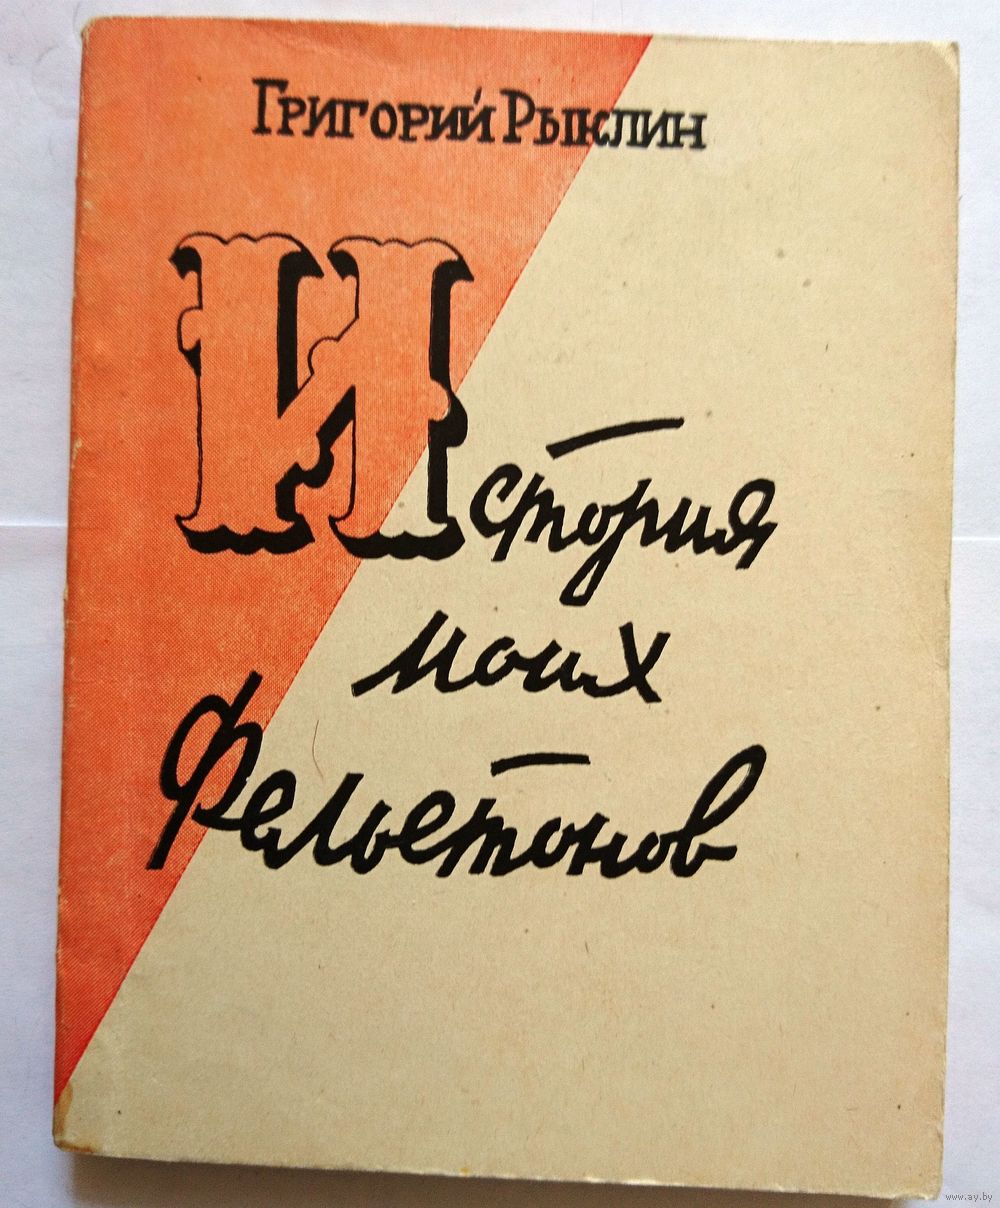 Григорий Рыклин
История
моих
фельетонов
www.ay.by